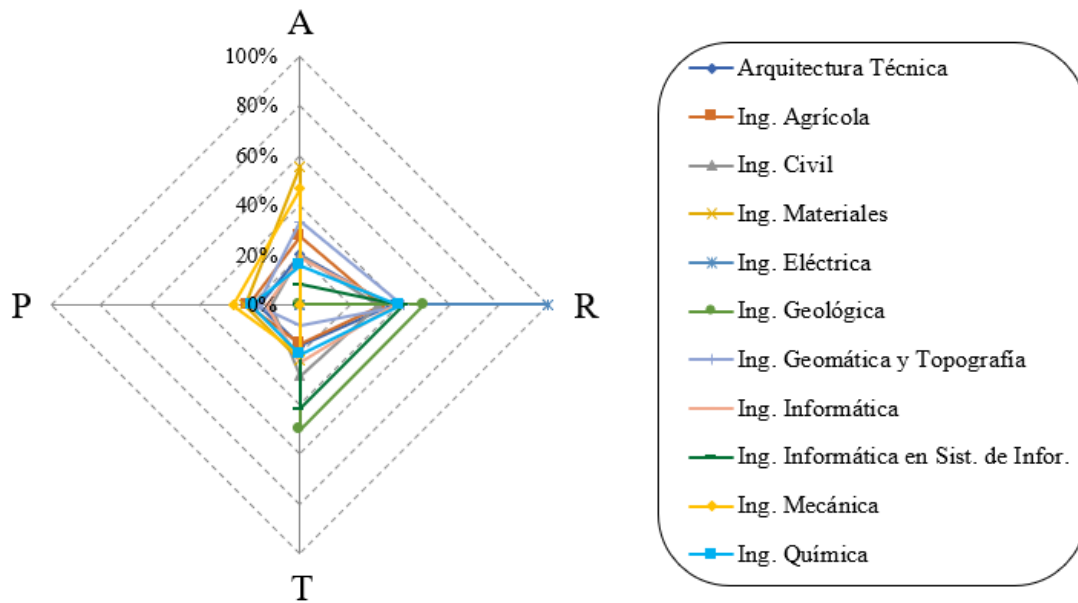 A
100%
80%
60%
40%
20%
0%
P
R
T
Arquitectura Técnica
Ing. Agrícola
Ing. Civil
Ing. Materiales
Ing. Eléctrica
Ing. Geológica
Ing. Geomática y Topografía
Ing. Informática
Ing. Informática en Sist. de Infor.
Ing. Mecánica
Ing. Química